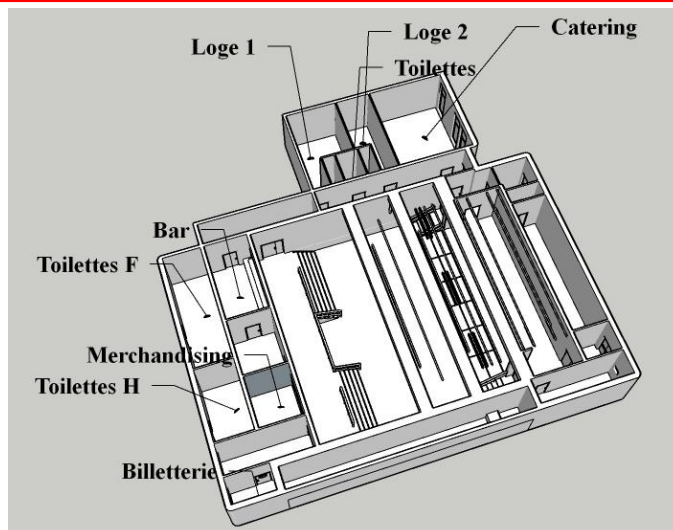 Loge 1
Loge 2
Catering
Toilettes
Bar
Toilettes F
Merchandising
Toilettes H
Billetterie